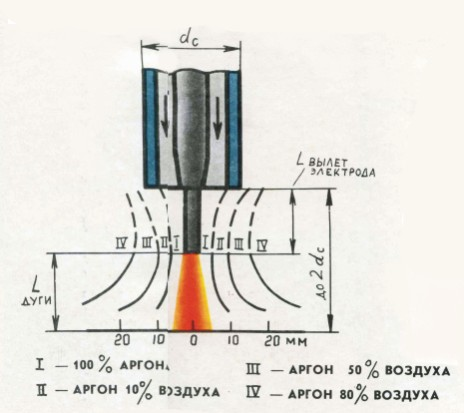 dc
L ВЫЛЕТ
ЭЛЕКТРОДА
IV III II I I II III IV
L
ДУГИ
ДО 2 dc
20 10 0 10 20 ММ
I — 100 % АРГОНА
II — АРГОН 10% ВОЗДУХА
III — АРГОН 50% ВОЗДУХА
IV — АРГОН 80% ВОЗДУХА